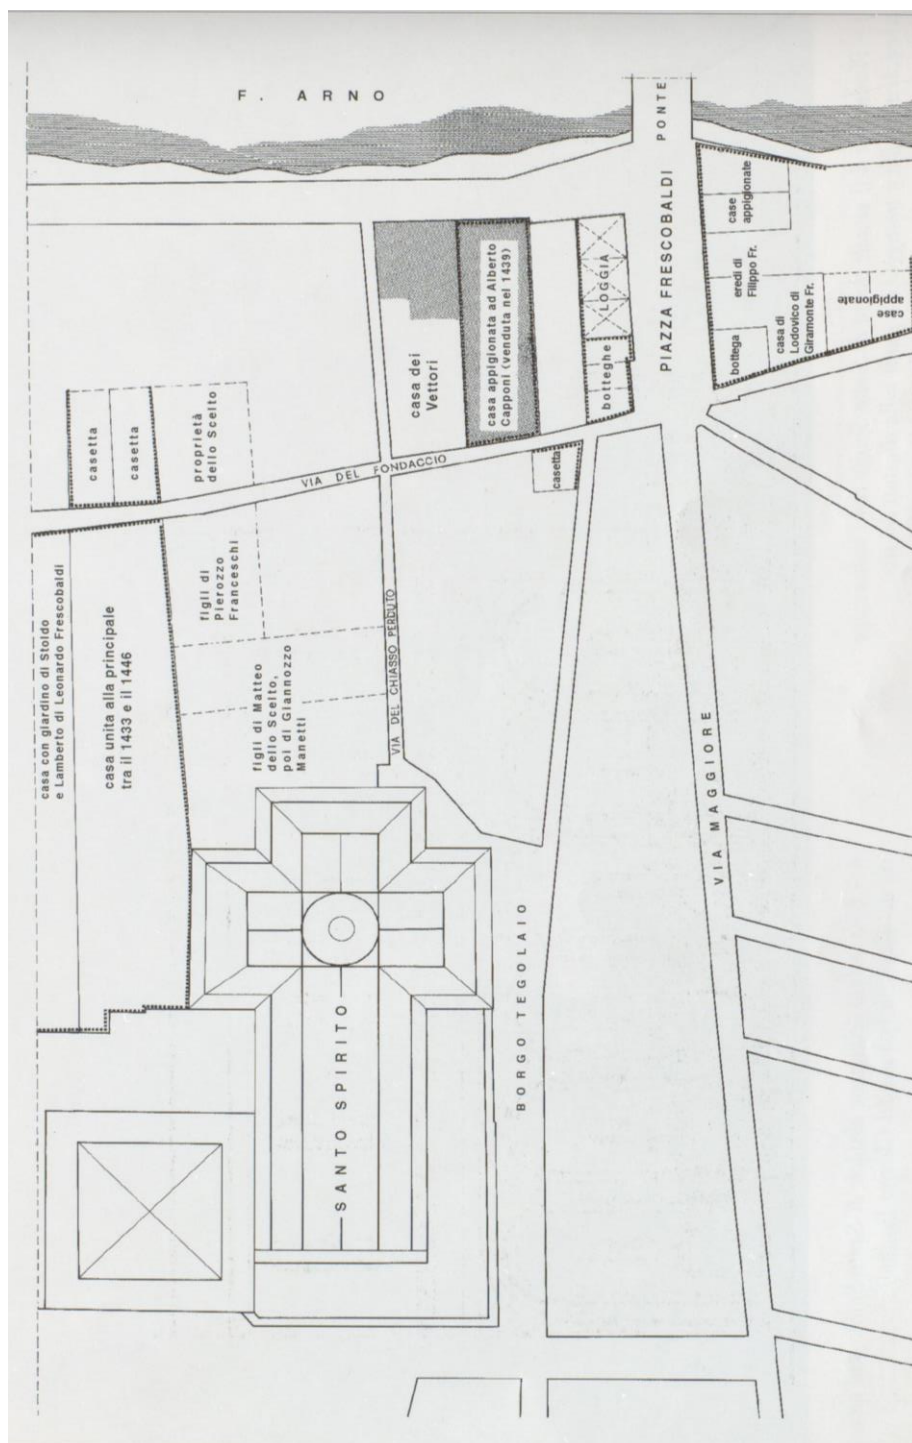 F. ARNO
PONTE
PIAZZA FRESCOBALDI
case
appigionate
eredi di
Filippo Fr.
casa di
Lodovico di
Giramonte Fr.
case
appigionate
bottega
LOGGIA
botteghe
casa appigionata ad Alberto
Capponi (venduta nel 1439)
casa dei
Vettori
casetta
casetta
proprietà
dello Scelto
VIA DEL FONDACCIO
casetta
casa con giardino di Stoldo
e Lamberto di Leonardo Frescobaldi
casa unita alla principale
tra il 1433 e il 1446
figli di
Pierozzo
Franceschi
figli di Matteo
dello Scelto,
poi di Giannozzo
Manetti
VIA DEL CHIASSO PERDUTO
VIA MAGGIORE
BORGO TEGOLAIO
SANTO SPIRITO